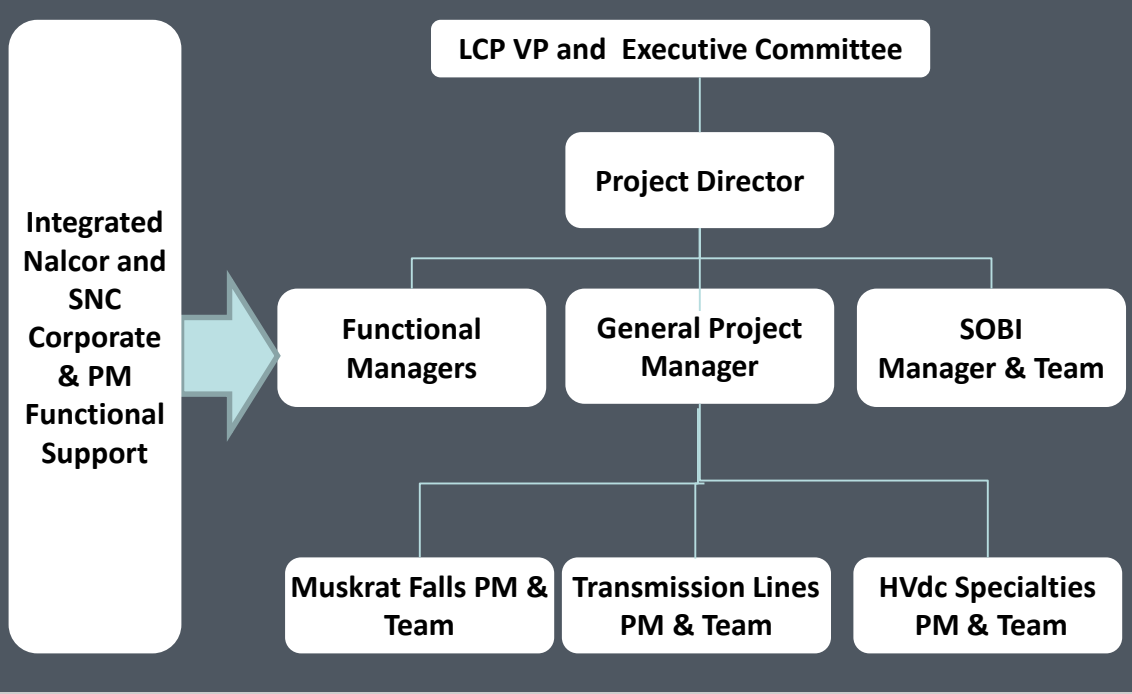 LCP VP and Executive Committee
Project Director
Integrated
Nalcor and
SNC
Corporate
& PM
Functional
Support
Functional
Managers
General Project
Manager
SOBI
Manager & Team
Muskrat Falls PM &
Team
Transmission Lines
PM & Team
HVdc Specialties
PM & Team